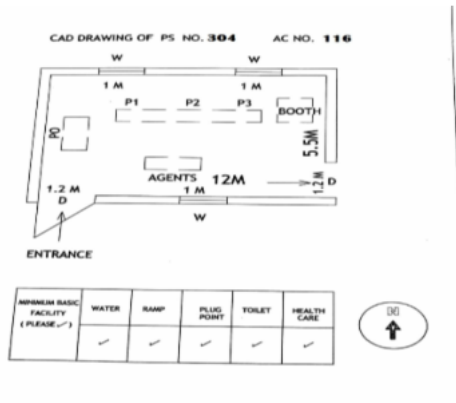 CAD DRAWING OF PS NO. 304 AC NO. 116
W W
1 M 1 M
P1 P2 P3
BOOTH
PO
5.5M
AGENTS 12M
1.2 M 1 M 1.2 M D
D
W
ENTRANCE
MINIMUM BASIC FACILITY ( PLEASE ✓ ) WATER RAMP PLUG POINT TOILET HEALTH CARE
✓ ✓ ✓ ✓ ✓
N